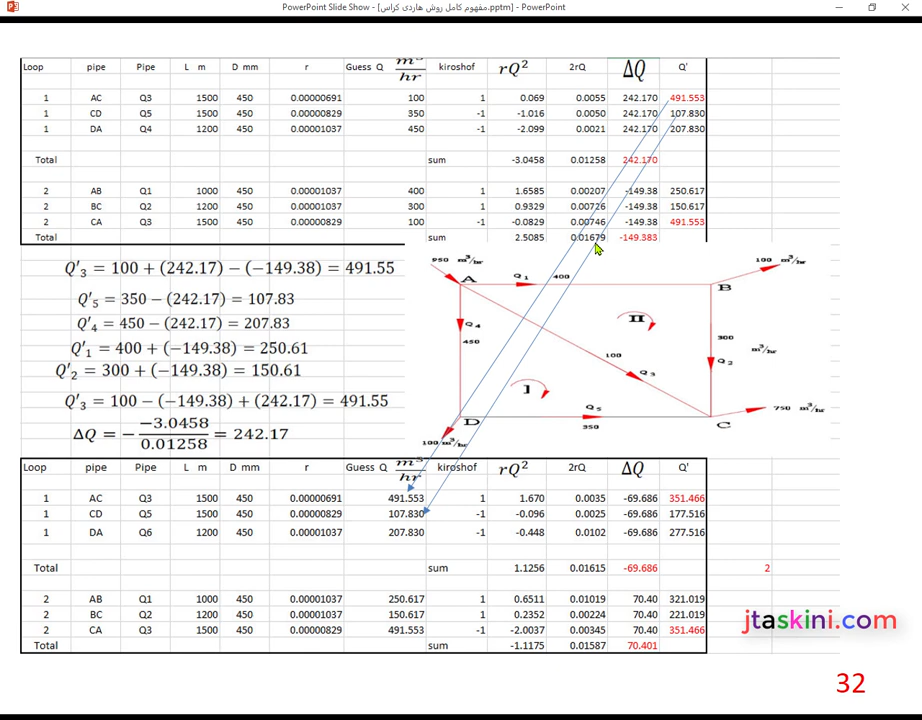 PowerPoint Slide Show - [مفهوم کامل روش هاردی کراس.pptm] - PowerPoint
Loop pipe Pipe L m D mm r Guess Q m³/hr kiroshof rQ² 2rQ ΔQ Q'
1 AC Q3 1500 450 0.00000691 100 1 0.069 0.0055 242.170 491.553
1 CD Q5 1500 450 0.00000829 350 -1 -1.016 0.0050 242.170 107.830
1 DA Q4 1200 450 0.00001037 450 -1 -2.099 0.0021 242.170 207.830
Total sum -3.0458 0.01258 242.170
2 AB Q1 1000 450 0.00001037 400 1 1.6585 0.00207 -149.38 250.617
2 BC Q2 1200 450 0.00001037 300 1 0.9329 0.00726 -149.38 150.617
2 CA Q3 1500 450 0.00000829 100 -1 -0.0829 0.00746 -149.38 491.553
Total sum 2.5085 0.01679 -149.383
Q'₃ = 100 + (242.17) − (−149.38) = 491.55
Q'₅ = 350 − (242.17) = 107.83
Q'₄ = 450 − (242.17) = 207.83
Q'₁ = 400 + (−149.38) = 250.61
Q'₂ = 300 + (−149.38) = 150.61
Q'₃ = 100 − (−149.38) + (242.17) = 491.55
ΔQ = − −3.0458/0.01258 = 242.17
950 m³/hr
100 m³/hr
A
Q₁ 400
B
Q₄
450
II
300
Q₂
m³/hr
100
Q₃
I
D
Q₅
350
C
750 m³/hr
100 m³/hr
Loop pipe Pipe L m D mm r Guess Q m³/hr kiroshof rQ² 2rQ ΔQ Q'
1 AC Q3 1500 450 0.00000691 491.553 1 1.670 0.0035 -69.686 351.466
1 CD Q5 1500 450 0.00000829 107.830 -1 -0.096 0.0025 -69.686 177.516
1 DA Q6 1200 450 0.00001037 207.830 -1 -0.448 0.0102 -69.686 277.516
Total sum 1.1256 0.01615 -69.686 2
2 AB Q1 1000 450 0.00001037 250.617 1 0.6511 0.01019 70.40 321.019
2 BC Q2 1200 450 0.00001037 150.617 1 0.2352 0.00224 70.40 221.019
2 CA Q3 1500 450 0.00000829 491.553 -1 -2.0037 0.00345 70.40 351.466
Total sum -1.1175 0.01587 70.401
jtaskini.com
32